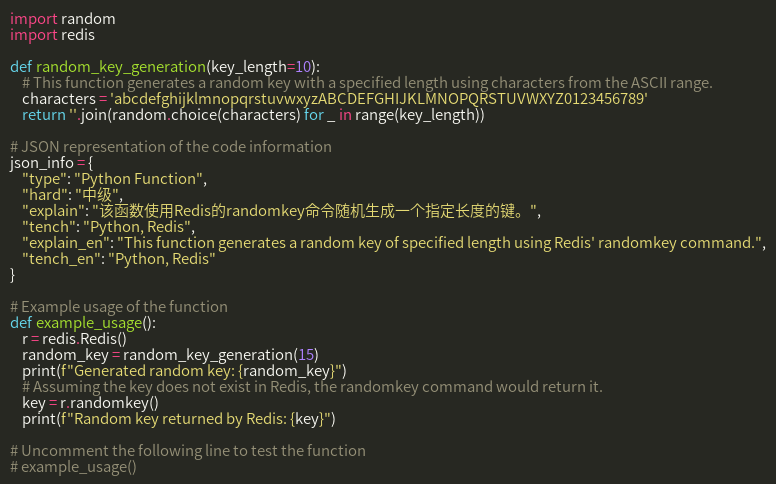 import random
import redis

def random_key_generation(key_length=10):
    # This function generates a random key with a specified length using characters from the ASCII range.
    characters = 'abcdefghijklmnopqrstuvwxyzABCDEFGHIJKLMNOPQRSTUVWXYZ0123456789'
    return ''.join(random.choice(characters) for _ in range(key_length))

# JSON representation of the code information
json_info = {
    "type": "Python Function",
    "hard": "中级",
    "explain": "该函数使用Redis的randomkey命令随机生成一个指定长度的键。",
    "tench": "Python, Redis",
    "explain_en": "This function generates a random key of specified length using Redis' randomkey command.",
    "tench_en": "Python, Redis"
}

# Example usage of the function
def example_usage():
    r = redis.Redis()
    random_key = random_key_generation(15)
    print(f"Generated random key: {random_key}")
    # Assuming the key does not exist in Redis, the randomkey command would return it.
    key = r.randomkey()
    print(f"Random key returned by Redis: {key}")

# Uncomment the following line to test the function
# example_usage()